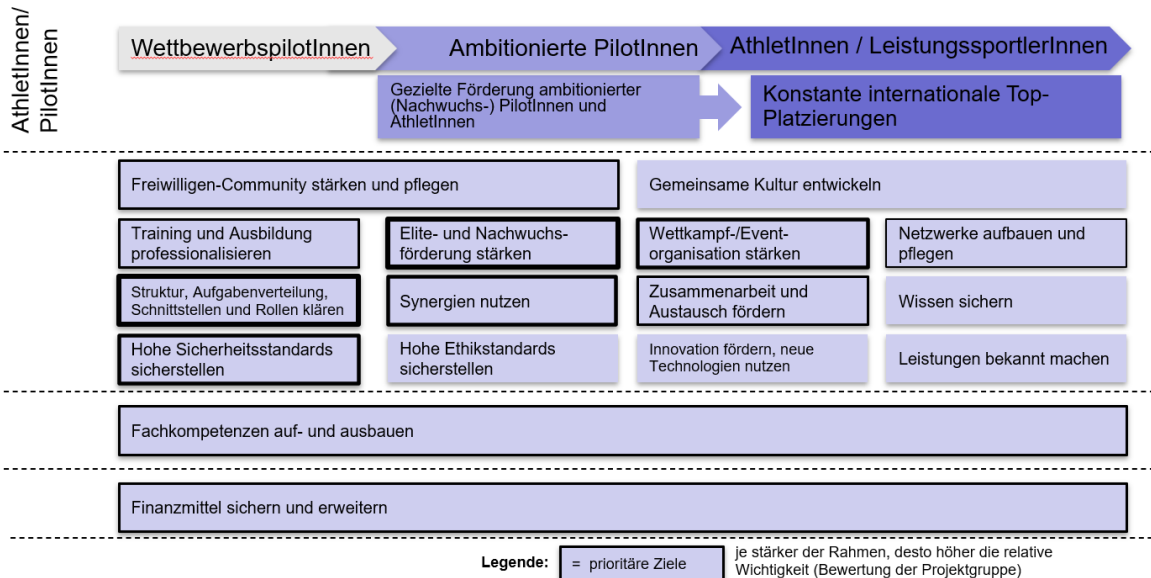 AthletInnen/
PilotInnen
WettbewerbspilotInnen
Ambitionierte PilotInnen
AthletInnen / LeistungssportlerInnen
Gezielte Förderung ambitionierter
(Nachwuchs-) PilotInnen und
AthletInnen
Konstante internationale Top-
Platzierungen
Freiwilligen-Community stärken und pflegen
Gemeinsame Kultur entwickeln
Training und Ausbildung
professionalisieren
Elite- und Nachwuchs-
förderung stärken
Wettkampf-/Event-
organisation stärken
Netzwerke aufbauen und
pflegen
Struktur, Aufgabenverteilung,
Schnittstellen und Rollen klären
Synergien nutzen
Zusammenarbeit und
Austausch fördern
Wissen sichern
Hohe Sicherheitsstandards
sicherstellen
Hohe Ethikstandards
sicherstellen
Innovation fördern, neue
Technologien nutzen
Leistungen bekannt machen
Fachkompetenzen auf- und ausbauen
Finanzmittel sichern und erweitern
Legende:
= prioritäre Ziele
je stärker der Rahmen, desto höher die relative
Wichtigkeit (Bewertung der Projektgruppe)